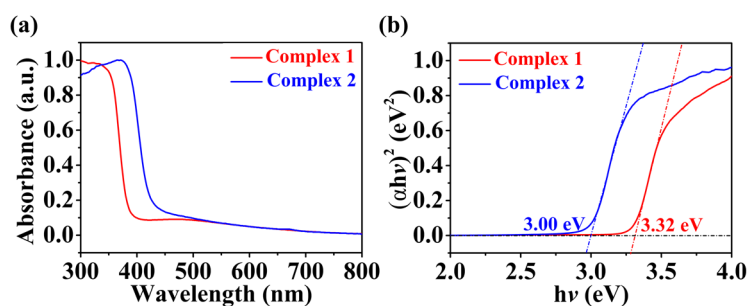 (a)
Complex 1
Complex 2
Absorbance (a.u.)
1.0
0.8
0.6
0.4
0.2
0.0
300 400 500 600 700 800
Wavelength (nm)
(b)
Complex 1
Complex 2
(αhν)² (eV²)
1.0
0.8
0.6
0.4
0.2
0.0
3.00 eV
3.32 eV
2.0 2.5 3.0 3.5 4.0
hν (eV)